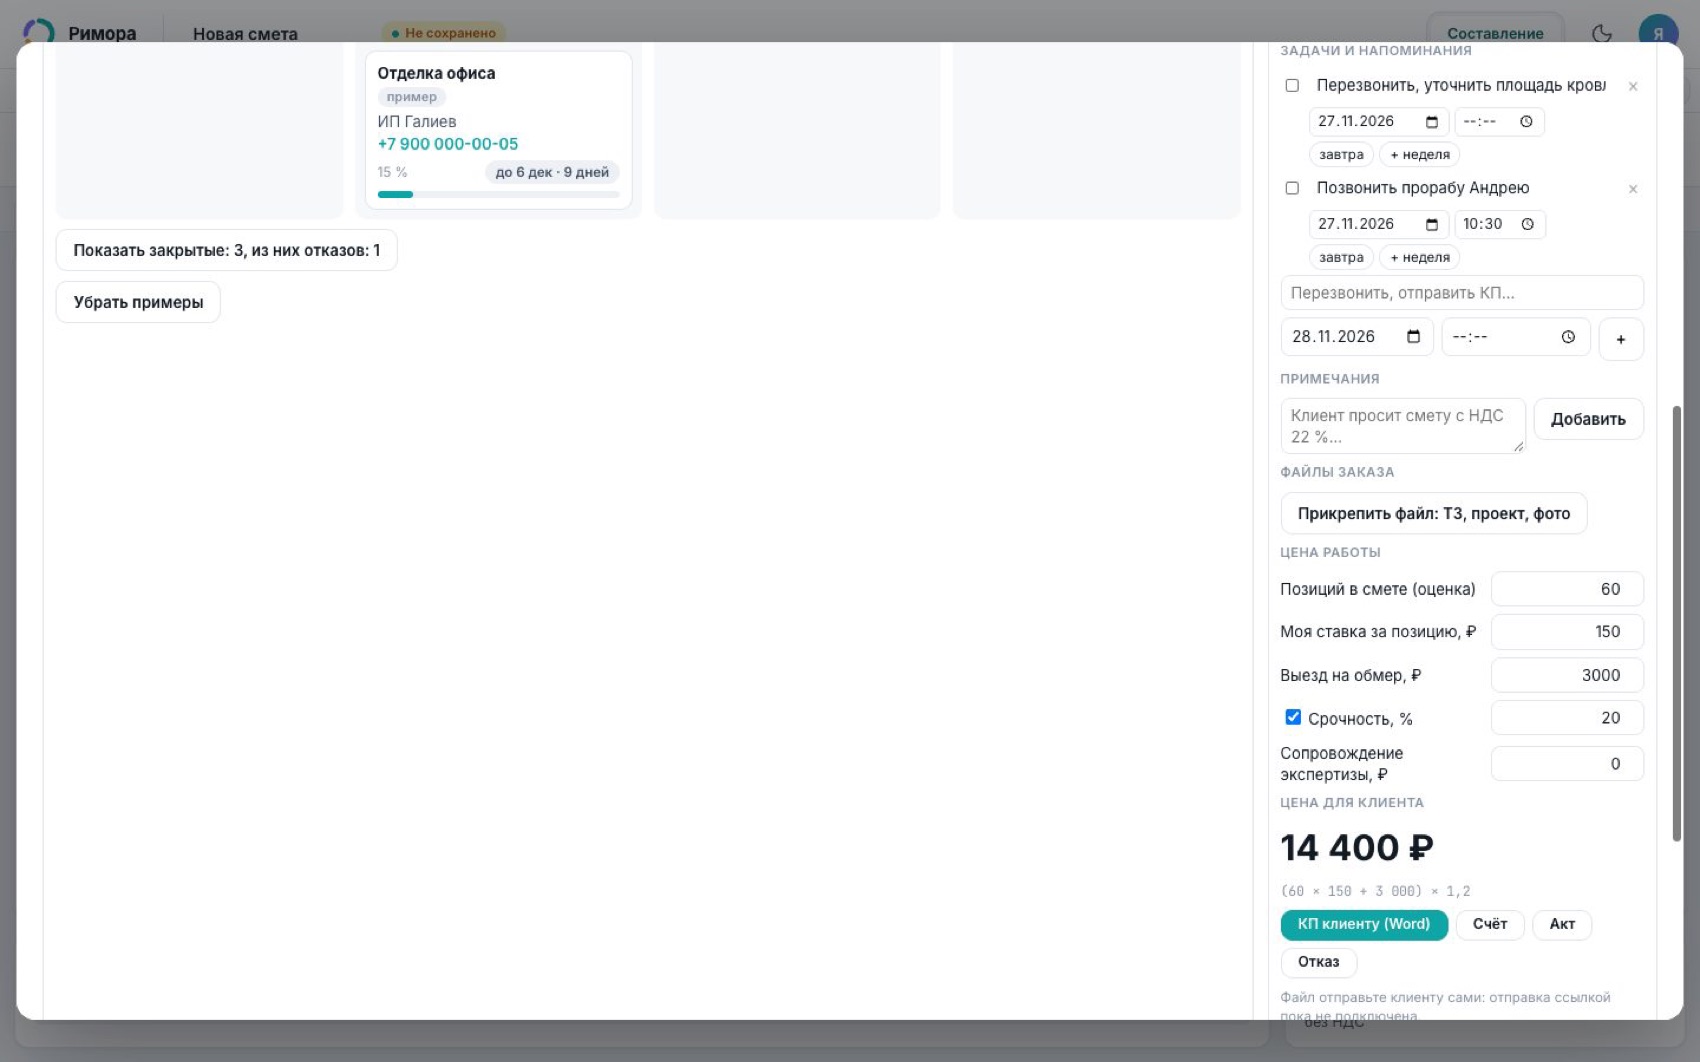 Римора
Новая смета
Не сохранено
Составление
Я
Отделка офиса
пример
ИП Галиев
+7 900 000-00-05
15 %
до 6 дек · 9 дней
Показать закрытые: 3, из них отказов: 1
Убрать примеры
ЗАДАЧИ И НАПОМИНАНИЯ
Перезвонить, уточнить площадь кровл
27.11.2026
--:--
завтра
+ неделя
Позвонить прорабу Андрею
27.11.2026
10:30
завтра
+ неделя
Перезвонить, отправить КП...
28.11.2026
--:--
+
ПРИМЕЧАНИЯ
Клиент просит смету с НДС
22 %...
Добавить
ФАЙЛЫ ЗАКАЗА
Прикрепить файл: ТЗ, проект, фото
ЦЕНА РАБОТЫ
Позиций в смете (оценка)
60
Моя ставка за позицию, ₽
150
Выезд на обмер, ₽
3000
Срочность, %
20
Сопровождение
экспертизы, ₽
0
ЦЕНА ДЛЯ КЛИЕНТА
14 400 ₽
(60 × 150 + 3 000) × 1,2
КП клиенту (Word)
Счёт
Акт
Отказ
Файл отправьте клиенту сами: отправка ссылкой
пока не подключена.
без НДС